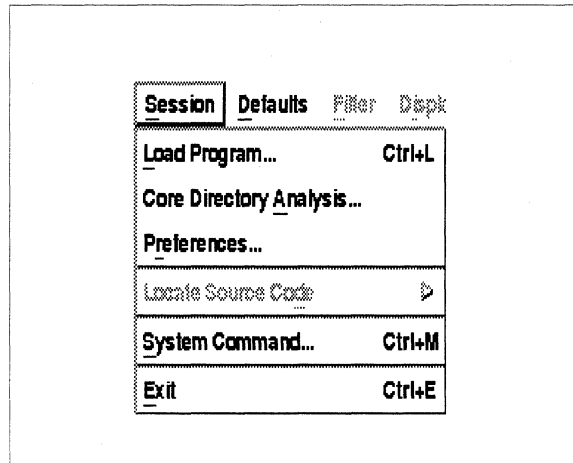 Session Defaults Filter Displ
Load Program... Ctrl+L
Core Directory Analysis...
Preferences...
Locate Source Code
System Command... Ctrl+M
Exit Ctrl+E